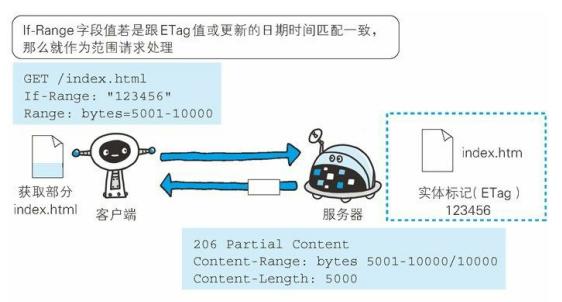 If-Range字段值若是跟ETag值或更新的日期时间匹配一致，
那么就作为范围请求处理
GET /index.html
If-Range: "123456"
Range: bytes=5001-10000
获取部分
index.html
客户端
服务器
index.htm
实体标记（ETag）
123456
206 Partial Content
Content-Range: bytes 5001-10000/10000
Content-Length: 5000